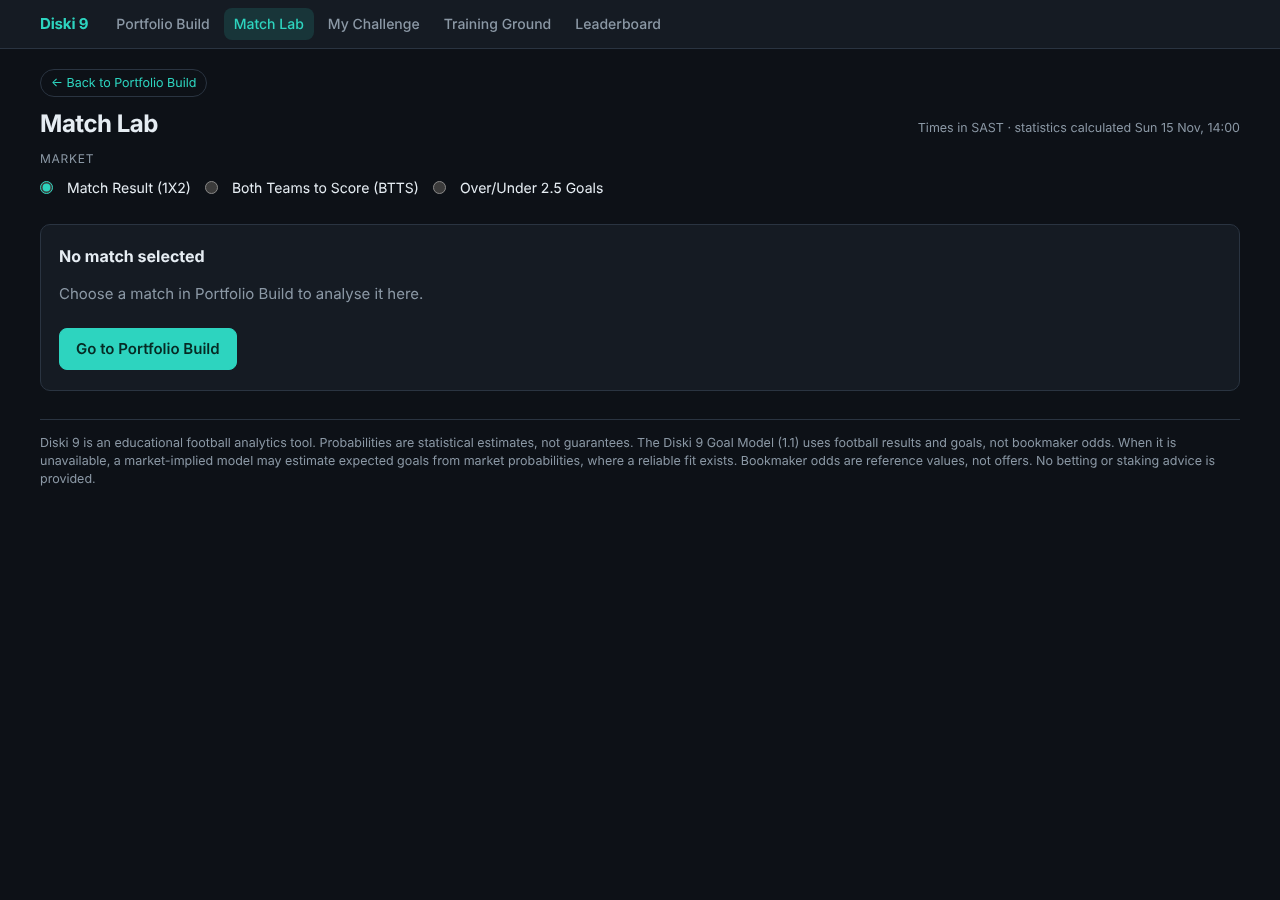 Diski 9 Portfolio Build Match Lab My Challenge Training Ground Leaderboard
← Back to Portfolio Build
Match Lab
Times in SAST · statistics calculated Sun 15 Nov, 14:00
MARKET
Match Result (1X2) Both Teams to Score (BTTS) Over/Under 2.5 Goals
No match selected
Choose a match in Portfolio Build to analyse it here.
Go to Portfolio Build
Diski 9 is an educational football analytics tool. Probabilities are statistical estimates, not guarantees. The Diski 9 Goal Model (1.1) uses football results and goals, not bookmaker odds. When it is
unavailable, a market-implied model may estimate expected goals from market probabilities, where a reliable fit exists. Bookmaker odds are reference values, not offers. No betting or staking advice is
provided.